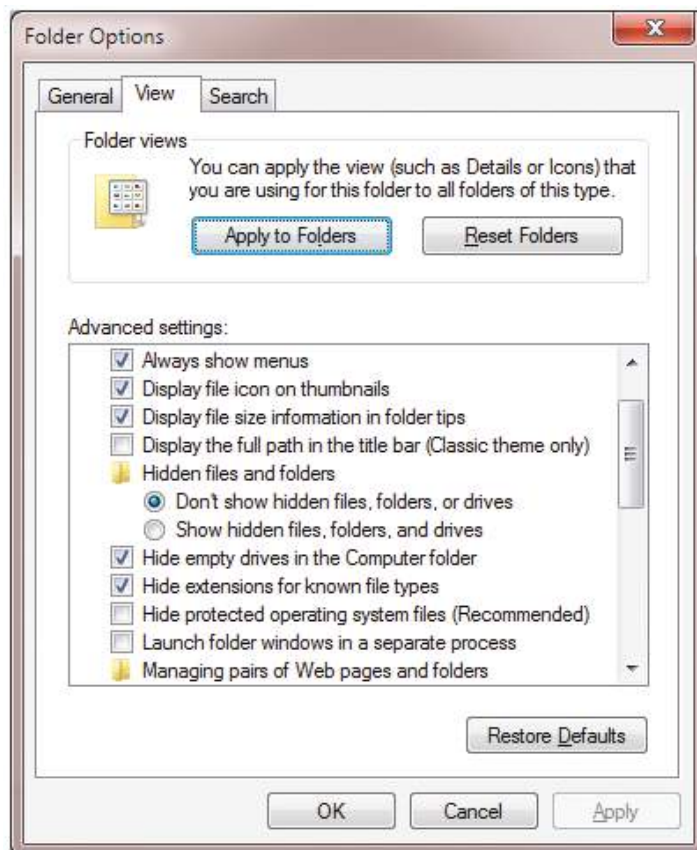 Folder Options
General
View
Search
Folder views
You can apply the view (such as Details or Icons) that
you are using for this folder to all folders of this type.
Apply to Folders
Reset Folders
Advanced settings:
Always show menus
Display file icon on thumbnails
Display file size information in folder tips
Display the full path in the title bar (Classic theme only)
Hidden files and folders
Don't show hidden files, folders, or drives
Show hidden files, folders, and drives
Hide empty drives in the Computer folder
Hide extensions for known file types
Hide protected operating system files (Recommended)
Launch folder windows in a separate process
Managing pairs of Web pages and folders
Restore Defaults
OK
Cancel
Apply